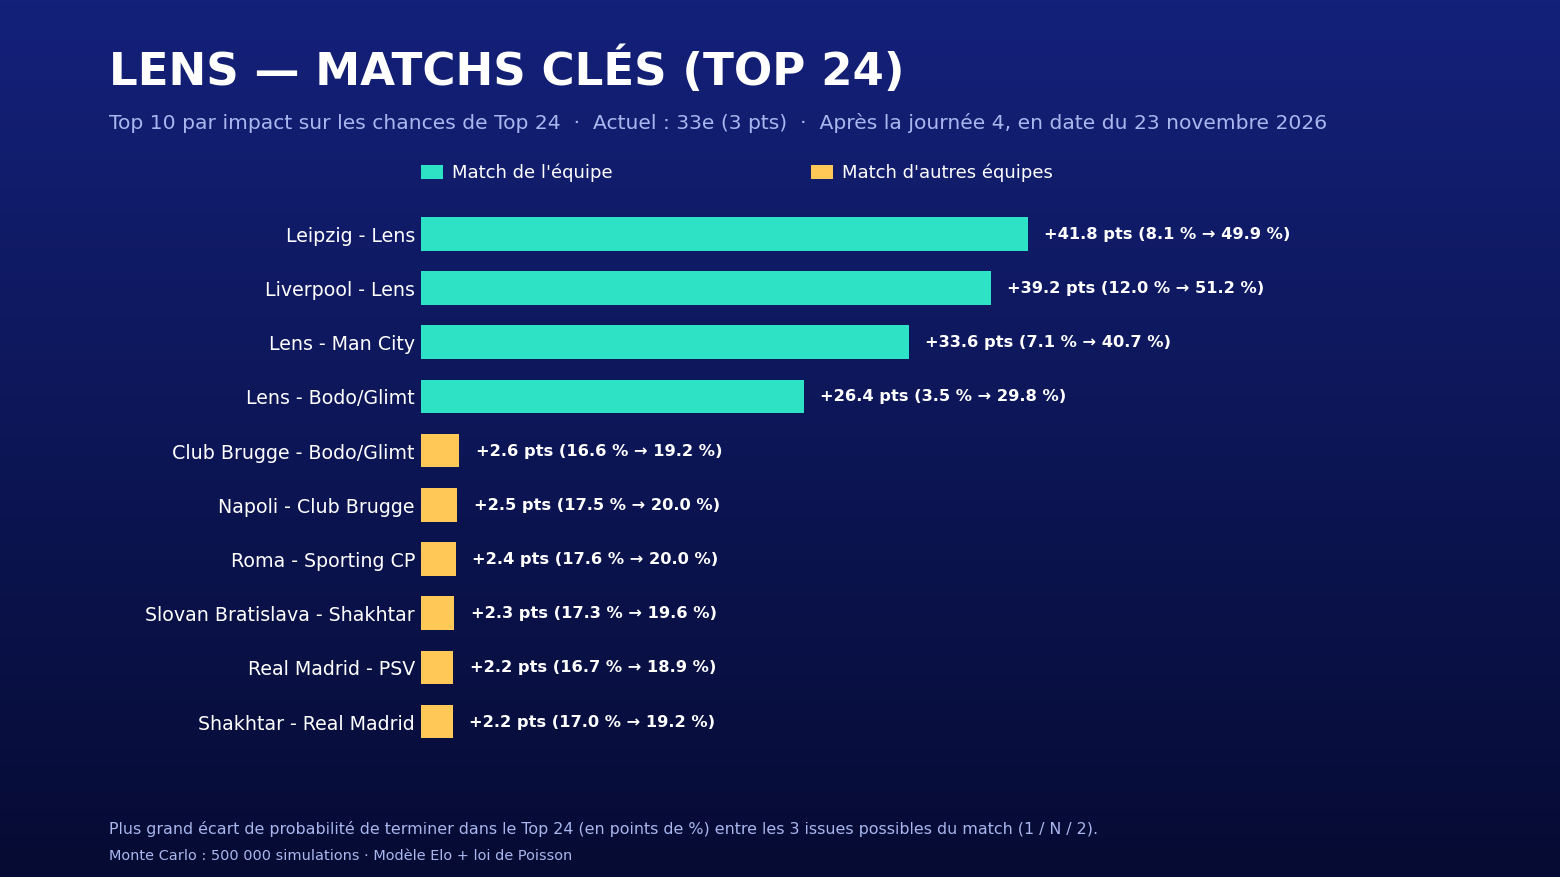 LENS — MATCHS CLÉS (TOP 24)
Top 10 par impact sur les chances de Top 24 · Actuel : 33e (3 pts) · Après la journée 4, en date du 23 novembre 2026
Match de l'équipe
Match d'autres équipes
Leipzig - Lens +41.8 pts (8.1 % → 49.9 %)
Liverpool - Lens +39.2 pts (12.0 % → 51.2 %)
Lens - Man City +33.6 pts (7.1 % → 40.7 %)
Lens - Bodo/Glimt +26.4 pts (3.5 % → 29.8 %)
Club Brugge - Bodo/Glimt +2.6 pts (16.6 % → 19.2 %)
Napoli - Club Brugge +2.5 pts (17.5 % → 20.0 %)
Roma - Sporting CP +2.4 pts (17.6 % → 20.0 %)
Slovan Bratislava - Shakhtar +2.3 pts (17.3 % → 19.6 %)
Real Madrid - PSV +2.2 pts (16.7 % → 18.9 %)
Shakhtar - Real Madrid +2.2 pts (17.0 % → 19.2 %)
Plus grand écart de probabilité de terminer dans le Top 24 (en points de %) entre les 3 issues possibles du match (1 / N / 2).
Monte Carlo : 500 000 simulations · Modèle Elo + loi de Poisson